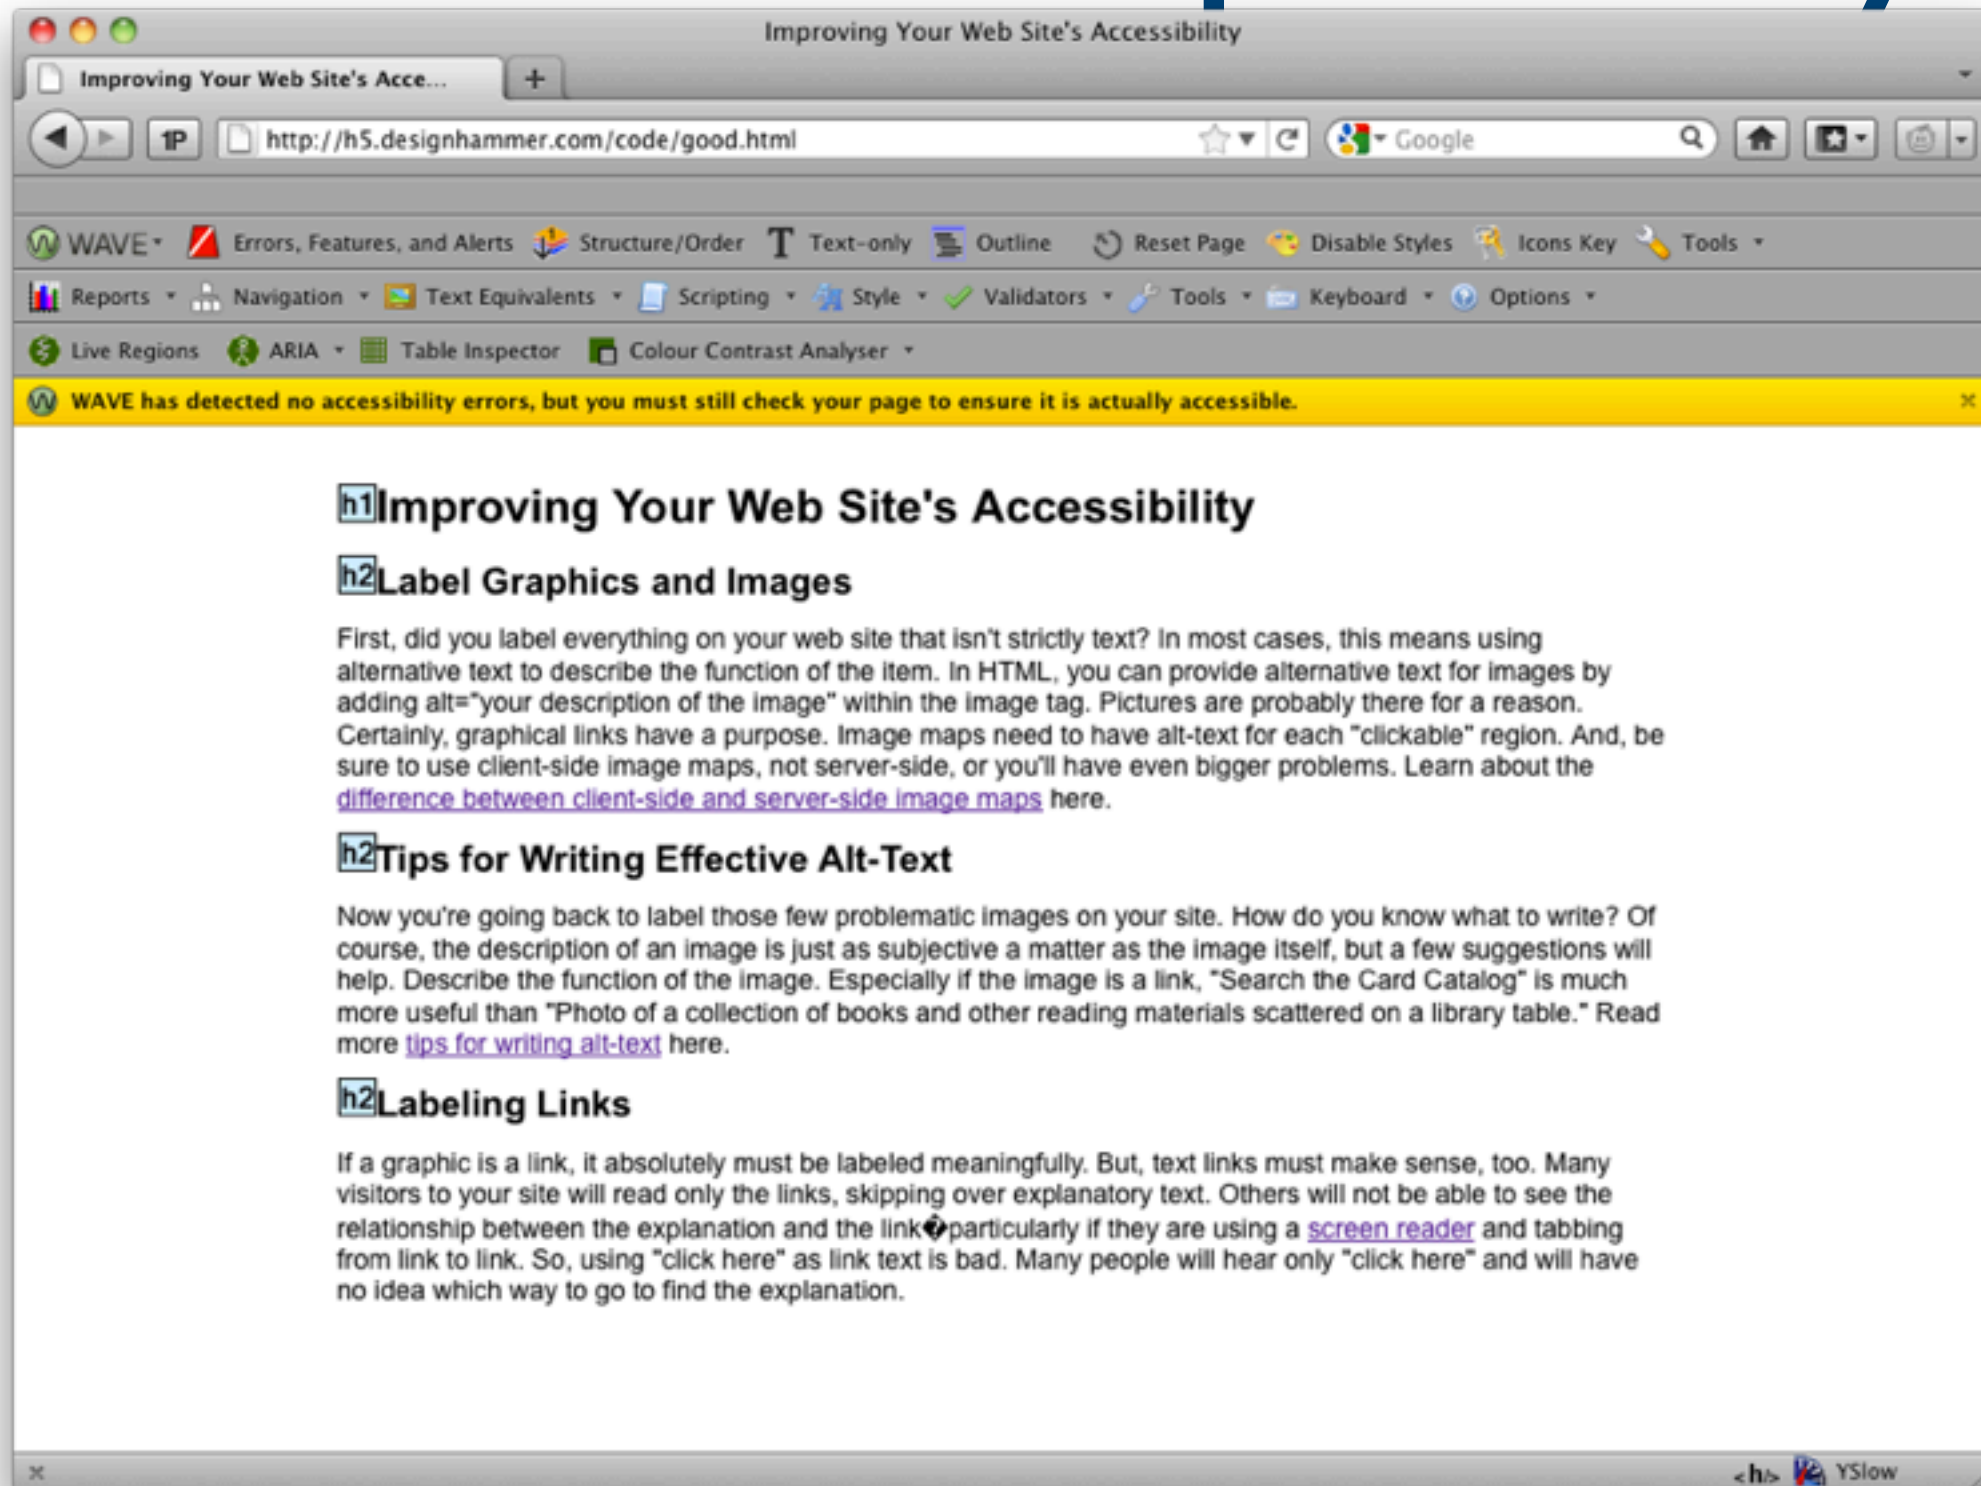 Improving Your Web Site's Accessibility
Improving Your Web Site's Acce...
+
1P
http://h5.designhammer.com/code/good.html
Google
WAVE Errors, Features, and Alerts Structure/Order T Text-only Outline Reset Page Disable Styles Icons Key Tools
Reports Navigation Text Equivalents Scripting Style Validators Tools Keyboard Options
Live Regions ARIA Table Inspector Colour Contrast Analyser
WAVE has detected no accessibility errors, but you must still check your page to ensure it is actually accessible.
h1 Improving Your Web Site's Accessibility
h2 Label Graphics and Images
First, did you label everything on your web site that isn't strictly text? In most cases, this means using
alternative text to describe the function of the item. In HTML, you can provide alternative text for images by
adding alt="your description of the image" within the image tag. Pictures are probably there for a reason.
Certainly, graphical links have a purpose. Image maps need to have alt-text for each "clickable" region. And, be
sure to use client-side image maps, not server-side, or you'll have even bigger problems. Learn about the
difference between client-side and server-side image maps here.
h2 Tips for Writing Effective Alt-Text
Now you're going back to label those few problematic images on your site. How do you know what to write? Of
course, the description of an image is just as subjective a matter as the image itself, but a few suggestions will
help. Describe the function of the image. Especially if the image is a link, "Search the Card Catalog" is much
more useful than "Photo of a collection of books and other reading materials scattered on a library table." Read
more tips for writing alt-text here.
h2 Labeling Links
If a graphic is a link, it absolutely must be labeled meaningfully. But, text links must make sense, too. Many
visitors to your site will read only the links, skipping over explanatory text. Others will not be able to see the
relationship between the explanation and the link�particularly if they are using a screen reader and tabbing
from link to link. So, using "click here" as link text is bad. Many people will hear only "click here" and will have
no idea which way to go to find the explanation.
<h/> YSlow